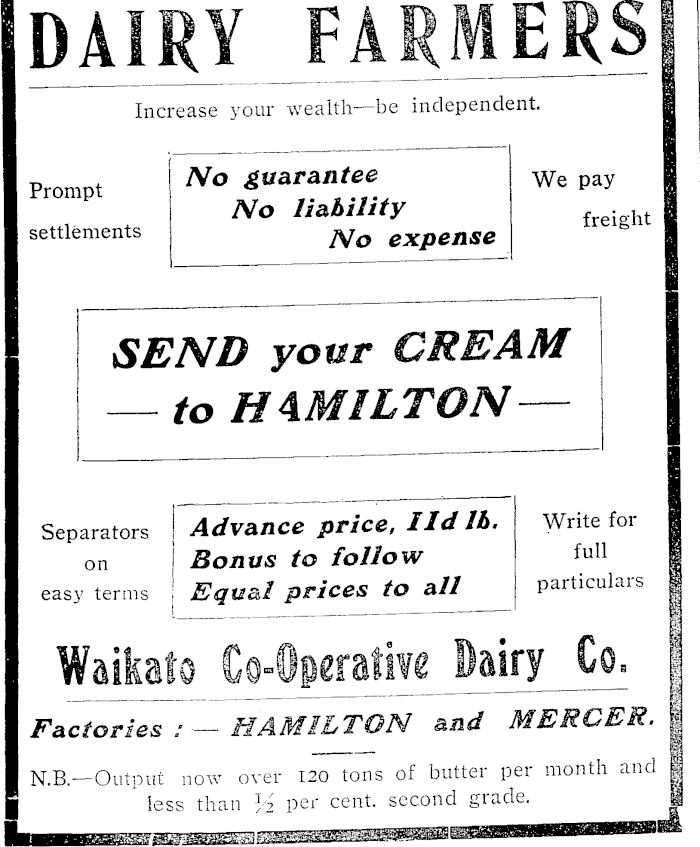 DAIRY FARMERS
Increase your wealth—be independent.
Prompt
settlements
No guarantee
No liability
No expense
We pay
freight
SEND your CREAM
— to HAMILTON —
Separators
on
easy terms
Advance price, IId lb.
Bonus to follow
Equal prices to all
Write for
full
particulars
Waikato Co-Operative Dairy Co.
Factories :— HAMILTON and MERCER.
N.B.—Output now over 120 tons of butter per month and
less than ½ per cent. second grade.